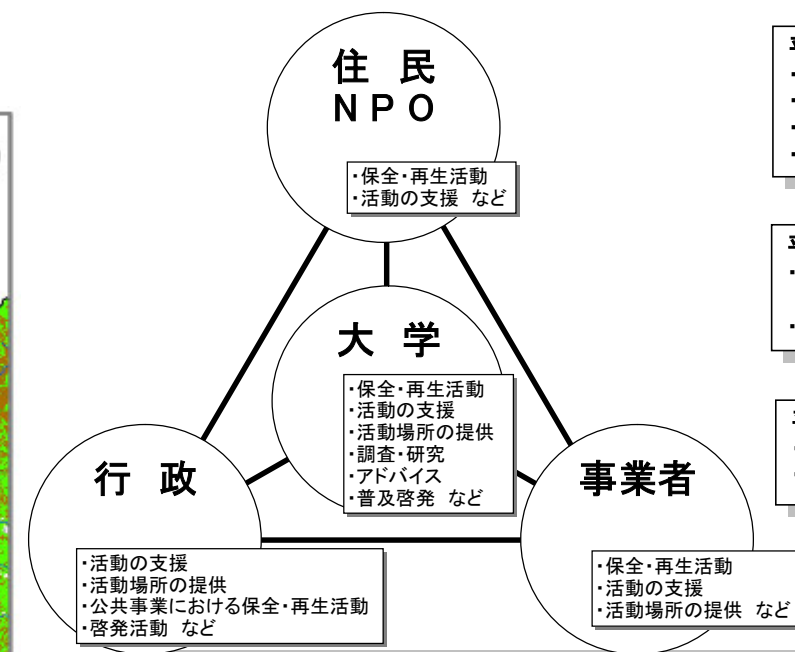 住 民
NPO
・保全・再生活動
・活動の支援 など
大 学
・保全・再生活動
・活動の支援
・活動場所の提供
・調査・研究
・アドバイス
・普及啓発 など
行 政
・活動の支援
・活動場所の提供
・公共事業における保全・再生活動
・啓発活動 など
事業者
・保全・再生活動
・活動の支援
・活動場所の提供 など